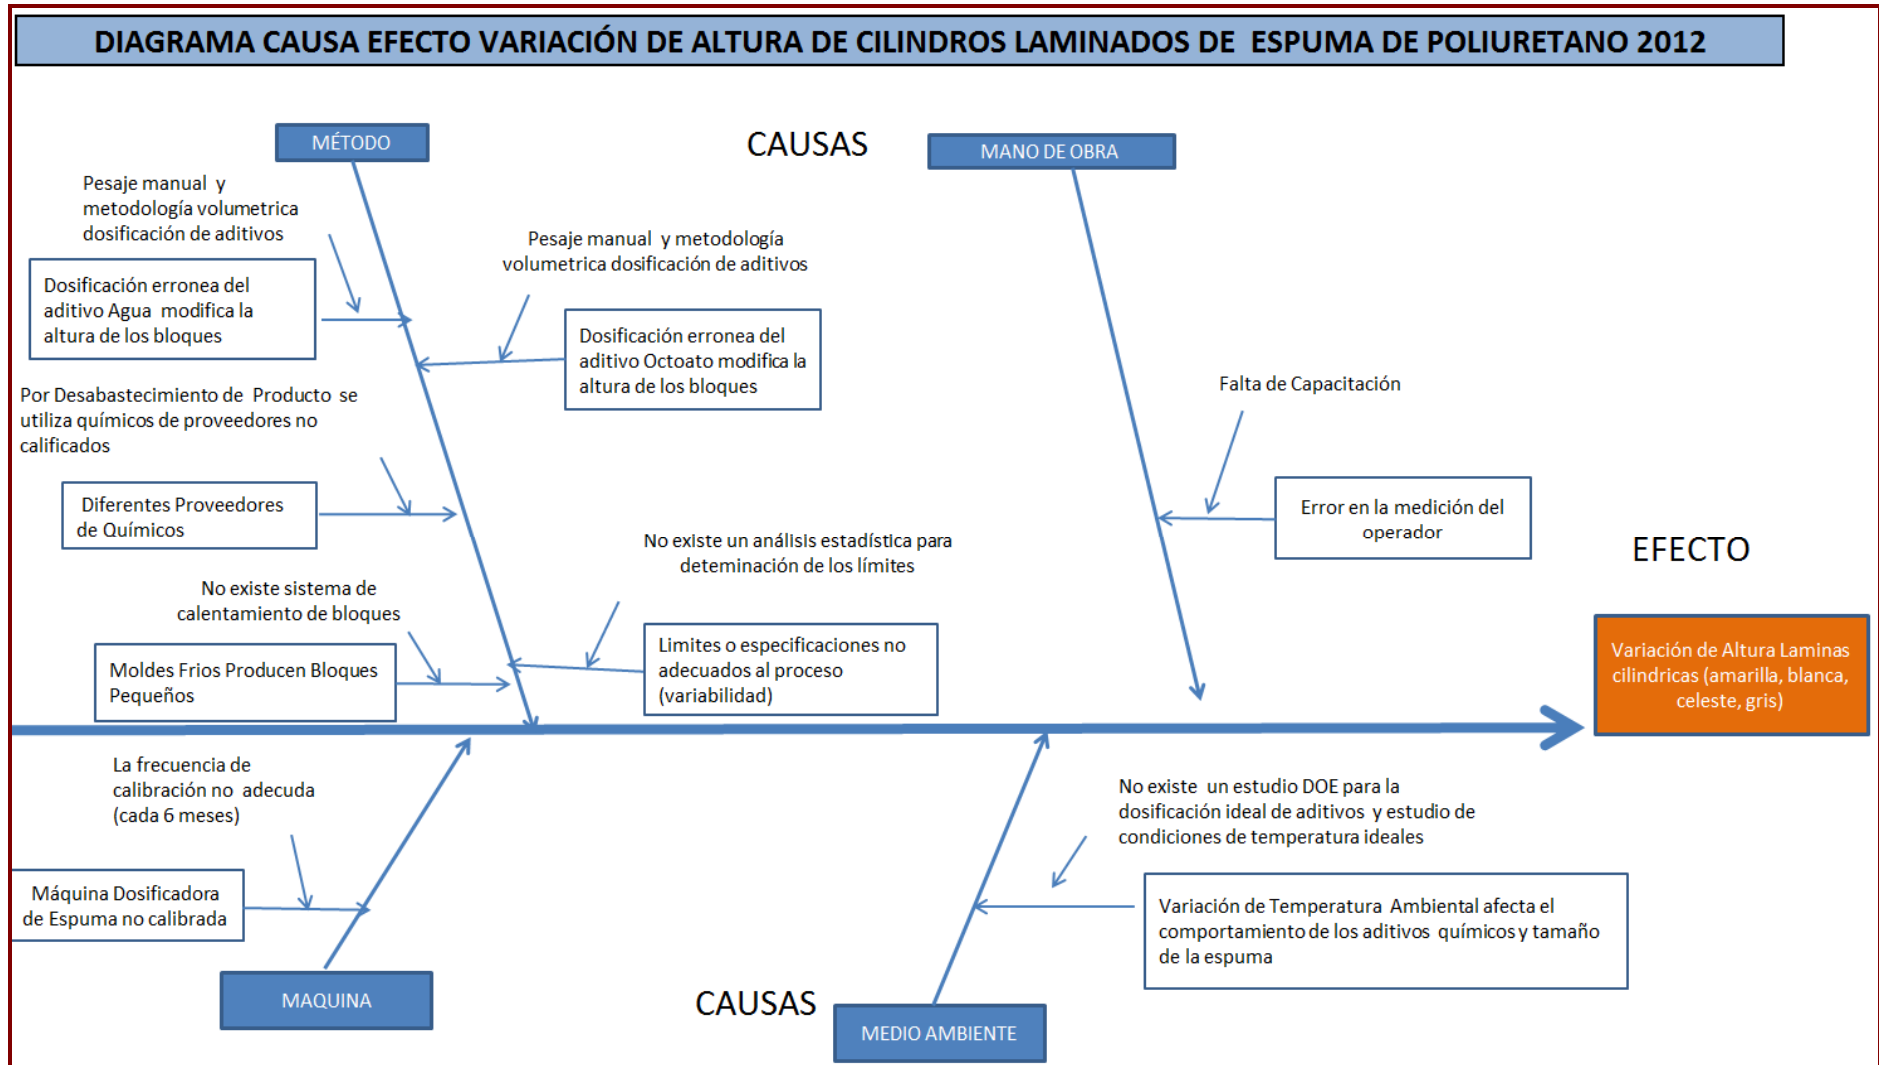 DIAGRAMA CAUSA EFECTO VARIACIÓN DE ALTURA DE CILINDROS LAMINADOS DE ESPUMA DE POLIURETANO 2012
MÉTODO
CAUSAS
MANO DE OBRA
Pesaje manual y
metodología volumetrica
dosificación de aditivos
Pesaje manual y metodología
volumetrica dosificación de aditivos
Dosificación erronea del
aditivo Agua modifica la
altura de los bloques
Dosificación erronea del
aditivo Octoato modifica la
altura de los bloques
Por Desabastecimiento de Producto se
utiliza químicos de proveedores no
calificados
Falta de Capacitación
Diferentes Proveedores
de Químicos
Error en la medición del
operador
No existe un análisis estadística para
deteminación de los límites
EFECTO
No existe sistema de
calentamiento de bloques
Limites o especificaciones no
adecuados al proceso
(variabilidad)
Moldes Frios Producen Bloques
Pequeños
Variación de Altura Laminas
cilindricas (amarilla, blanca,
celeste, gris)
La frecuencia de
calibración no adecuda
(cada 6 meses)
No existe un estudio DOE para la
dosificación ideal de aditivos y estudio de
condiciones de temperatura ideales
Máquina Dosificadora
de Espuma no calibrada
Variación de Temperatura Ambiental afecta el
comportamiento de los aditivos químicos y tamaño
de la espuma
MAQUINA
CAUSAS
MEDIO AMBIENTE